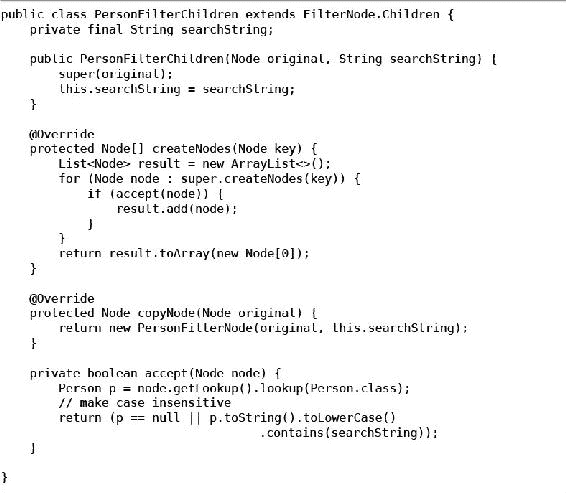 public class PersonFilterChildren extends FilterNode.Children {
    private final String searchString;

    public PersonFilterChildren(Node original, String searchString) {
        super(original);
        this.searchString = searchString;
    }

    @Override
    protected Node[] createNodes(Node key) {
        List<Node> result = new ArrayList<>();
        for (Node node : super.createNodes(key)) {
            if (accept(node)) {
                result.add(node);
            }
        }
        return result.toArray(new Node[0]);
    }

    @Override
    protected Node copyNode(Node original) {
        return new PersonFilterNode(original, this.searchString);
    }

    private boolean accept(Node node) {
        Person p = node.getLookup().lookup(Person.class);
        // make case insensitive
        return (p == null || p.toString().toLowerCase()
                                    .contains(searchString));
    }

}